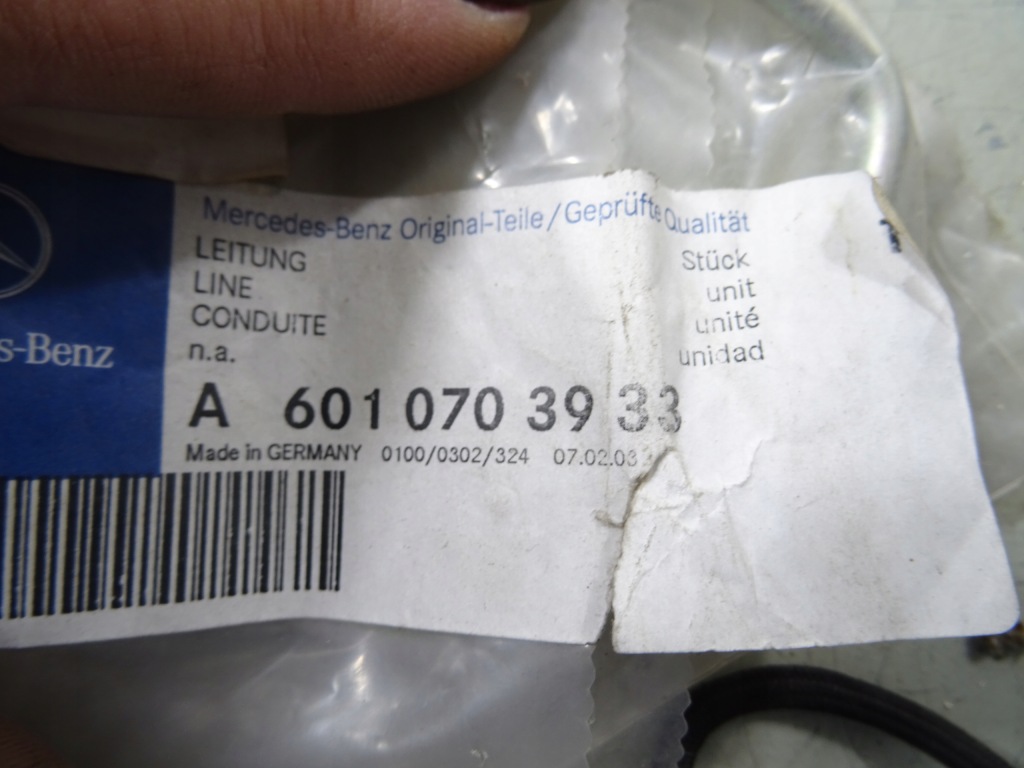 Mercedes-Benz Original-Teile/Geprüfte Qualität
LEITUNG Stück
LINE unit
CONDUITE unité
n.a. unidad
s-Benz
A 601 070 39 33
Made in GERMANY 0100/0302/324 07.02.03